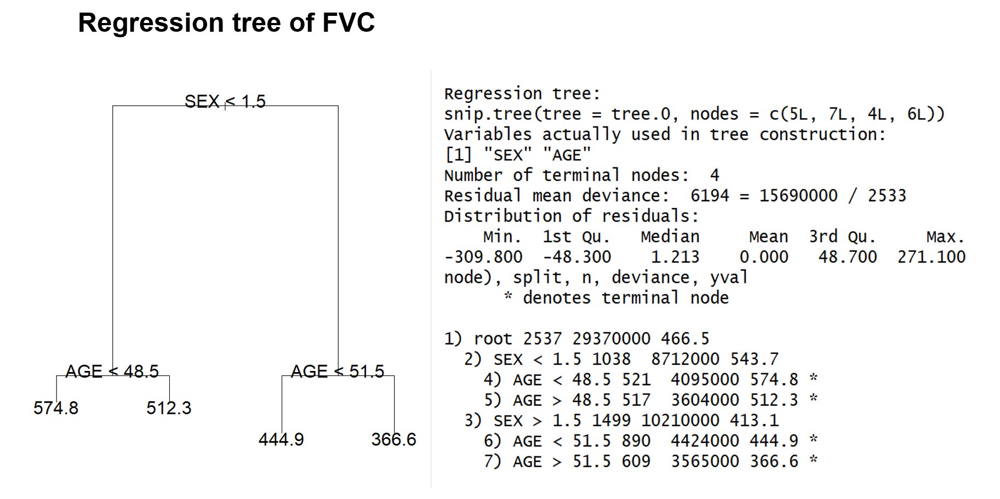 Regression tree of FVC
SEX < 1.5
AGE < 48.5
AGE < 51.5
574.8
512.3
444.9
366.6
Regression tree:
snip.tree(tree = tree.0, nodes = c(5L, 7L, 4L, 6L))
Variables actually used in tree construction:
[1] "SEX" "AGE"
Number of terminal nodes:  4
Residual mean deviance:  6194 = 15690000 / 2533
Distribution of residuals:
    Min.  1st Qu.   Median     Mean  3rd Qu.     Max.
-309.800  -48.300    1.213    0.000   48.700  271.100
node), split, n, deviance, yval
      * denotes terminal node
1) root 2537 29370000 466.5
  2) SEX < 1.5 1038  8712000 543.7
    4) AGE < 48.5 521  4095000 574.8 *
    5) AGE > 48.5 517  3604000 512.3 *
  3) SEX > 1.5 1499 10210000 413.1
    6) AGE < 51.5 890  4424000 444.9 *
    7) AGE > 51.5 609  3565000 366.6 *